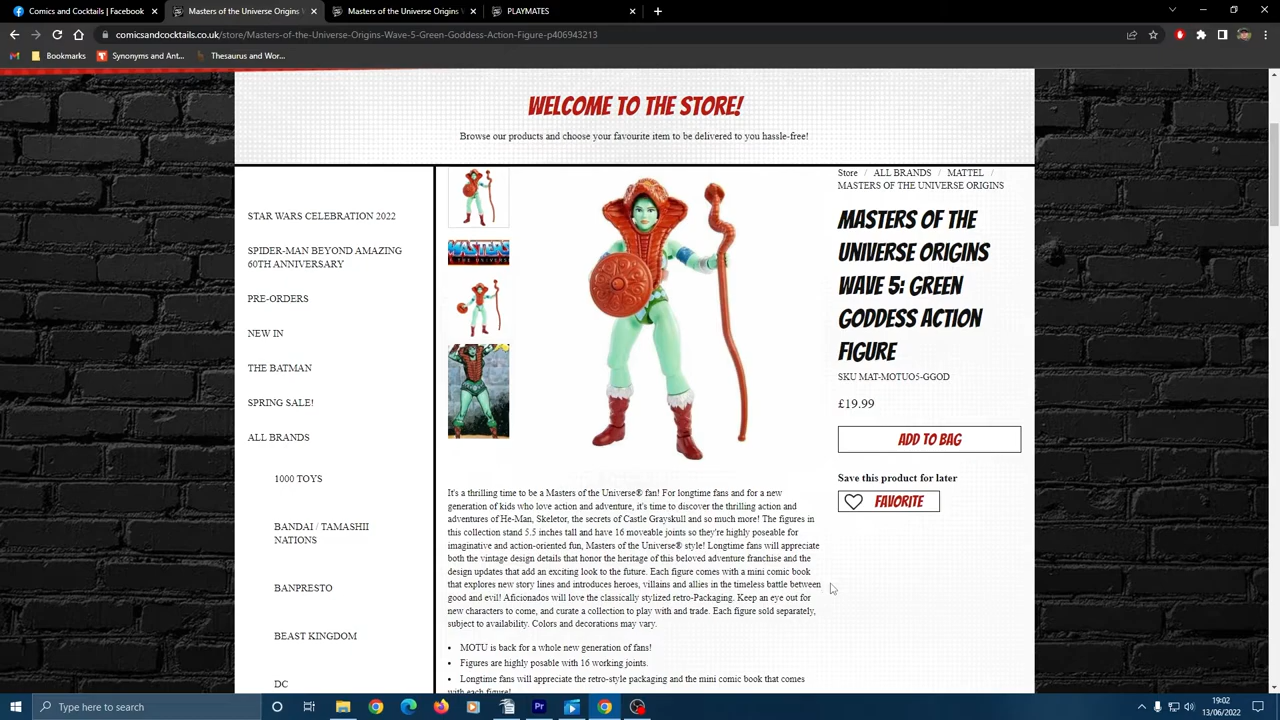 Comics and Cocktails | Facebook
Masters of the Universe Origins W
Masters of the Universe Origins W
PLAYMATES
comicsandcocktails.co.uk/store/Masters-of-the-Universe-Origins-Wave-5-Green-Goddess-Action-Figure-p406943213
Bookmarks
Synonyms and Ant...
Thesaurus and Wor...
WELCOME TO THE STORE!
Browse our products and choose your favourite item to be delivered to you hassle-free!
STAR WARS CELEBRATION 2022
SPIDER-MAN BEYOND AMAZING
60TH ANNIVERSARY
PRE-ORDERS
NEW IN
THE BATMAN
SPRING SALE!
ALL BRANDS
1000 TOYS
BANDAI / TAMASHII
NATIONS
BANPRESTO
BEAST KINGDOM
DC
MASTERS
OF THE UNIVERSE
It's a thrilling time to be a Masters of the Universe® fan! For longtime fans and for a new
generation of kids who love action and adventure, it's time to discover the thrilling action and
adventures of He-Man, Skeletor, the secrets of Castle Grayskull and so much more! The figures in
this collection stand 5.5 inches tall and have 16 moveable joints so they're highly poseable for
imaginative and action-oriented fun, Masters of the Universe® style! Longtime fans will appreciate
both the vintage design details that honor the heritage of this beloved adventure franchise and the
design updates that add an exciting look to the future. Each figure comes with a mini comic book
that explores new story lines and introduces heroes, villains and allies in the timeless battle between
good and evil! Aficionados will love the classically stylized retro-Packaging. Keep an eye out for
new characters to come, and curate a collection to play with and trade. Each figure sold separately,
subject to availability. Colors and decorations may vary.
• MOTU is back for a whole new generation of fans!
• Figures are highly posable with 16 working joints.
• Longtime fans will appreciate the retro-style packaging and the mini comic book that comes
with each figure!
Store / ALL BRANDS / MATTEL /
MASTERS OF THE UNIVERSE ORIGINS
MASTERS OF THE
UNIVERSE ORIGINS
WAVE 5: GREEN
GODDESS ACTION
FIGURE
SKU MAT-MOTUO5-GGOD
£19.99
ADD TO BAG
Save this product for later
FAVORITE
Type here to search
19:02
13/06/2022